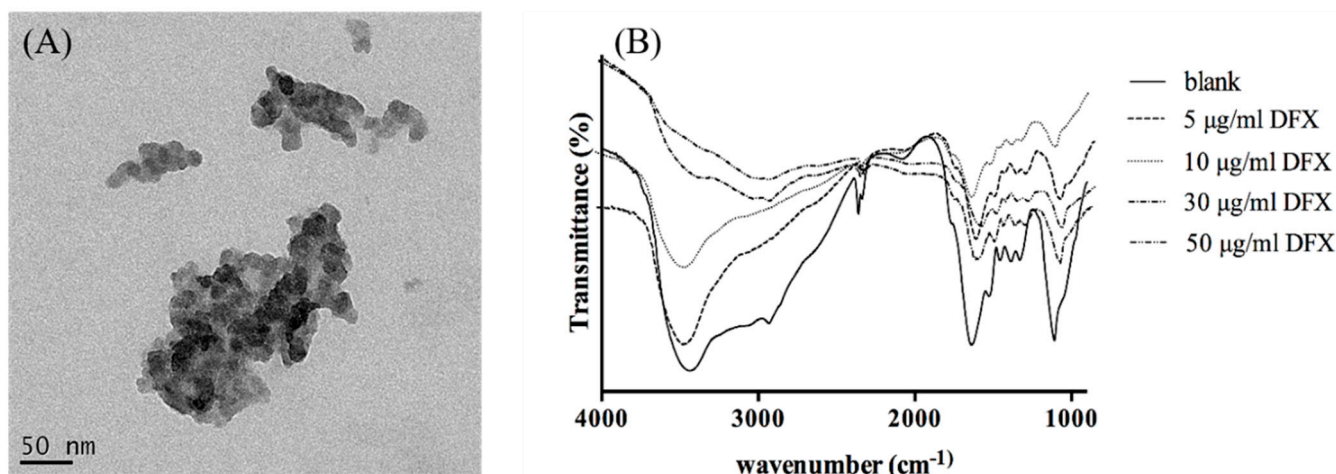 (A)
50 nm
(B)
Transmittance (%)
4000
3000
2000
1000
wavenumber (cm⁻¹)
blank
5 μg/ml DFX
10 μg/ml DFX
30 μg/ml DFX
50 μg/ml DFX